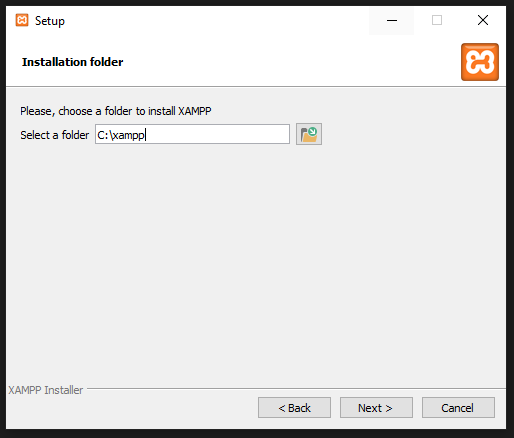 Setup
Installation folder
Please, choose a folder to install XAMPP
Select a folder C:\xampp
XAMPP Installer
< Back Next > Cancel